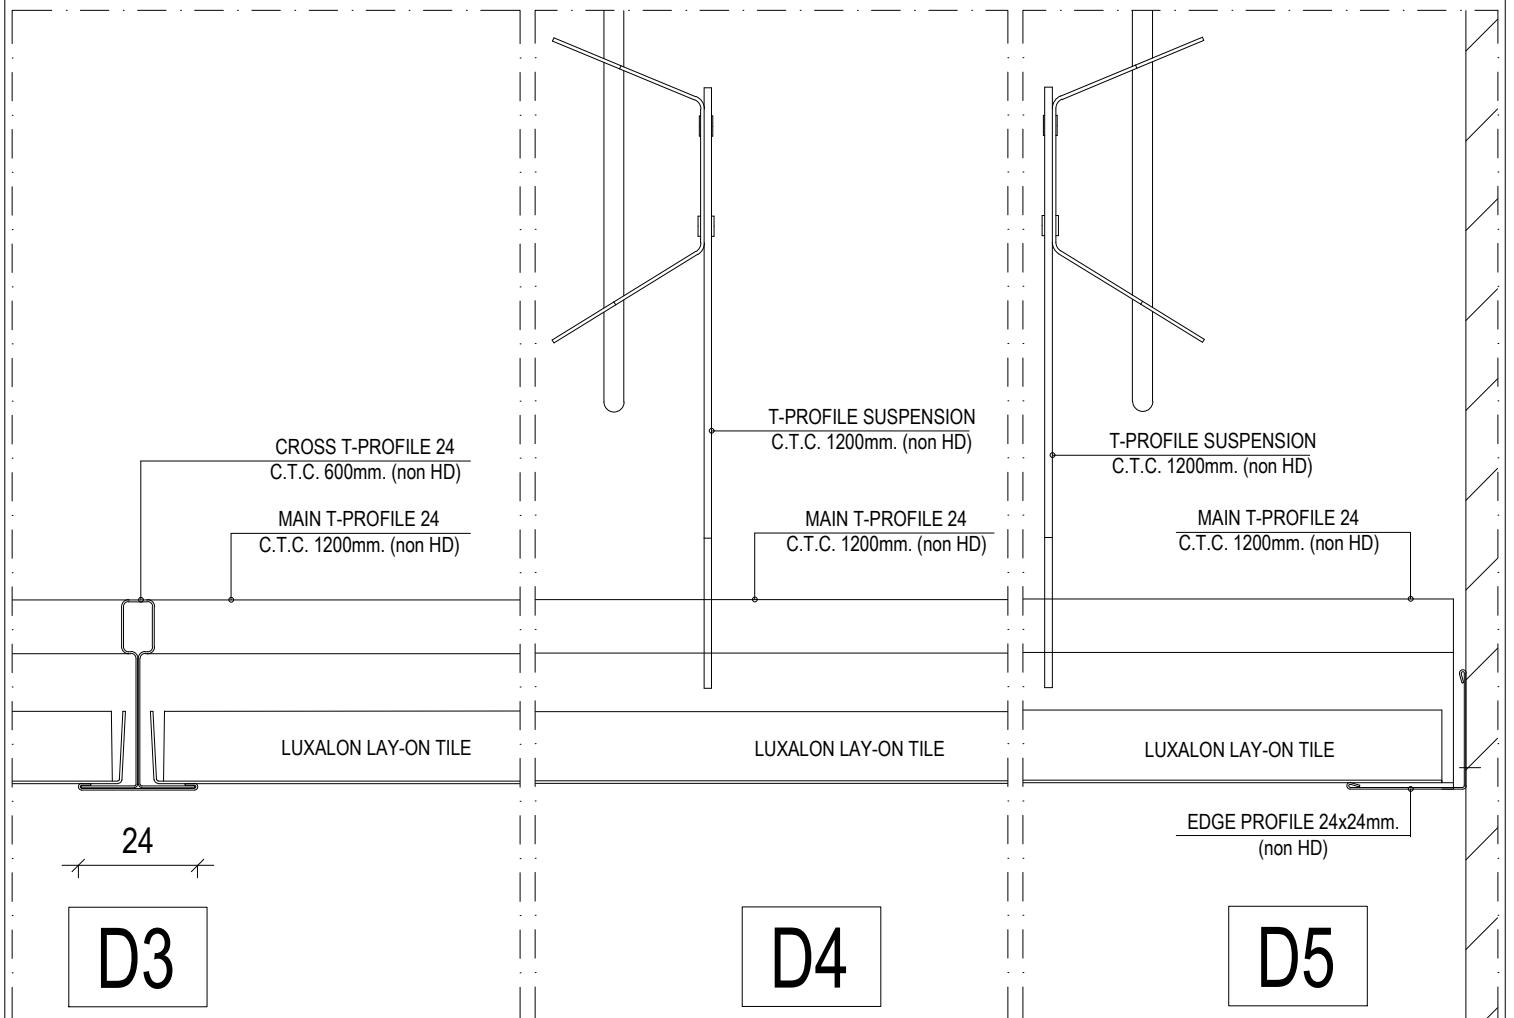 CROSS T-PROFILE 24
C.T.C. 600mm. (non HD)
MAIN T-PROFILE 24
C.T.C. 1200mm. (non HD)
LUXALON LAY-ON TILE
24
D3
T-PROFILE SUSPENSION
C.T.C. 1200mm. (non HD)
MAIN T-PROFILE 24
C.T.C. 1200mm. (non HD)
LUXALON LAY-ON TILE
D4
T-PROFILE SUSPENSION
C.T.C. 1200mm. (non HD)
MAIN T-PROFILE 24
C.T.C. 1200mm. (non HD)
LUXALON LAY-ON TILE
EDGE PROFILE 24x24mm.
(non HD)
D5